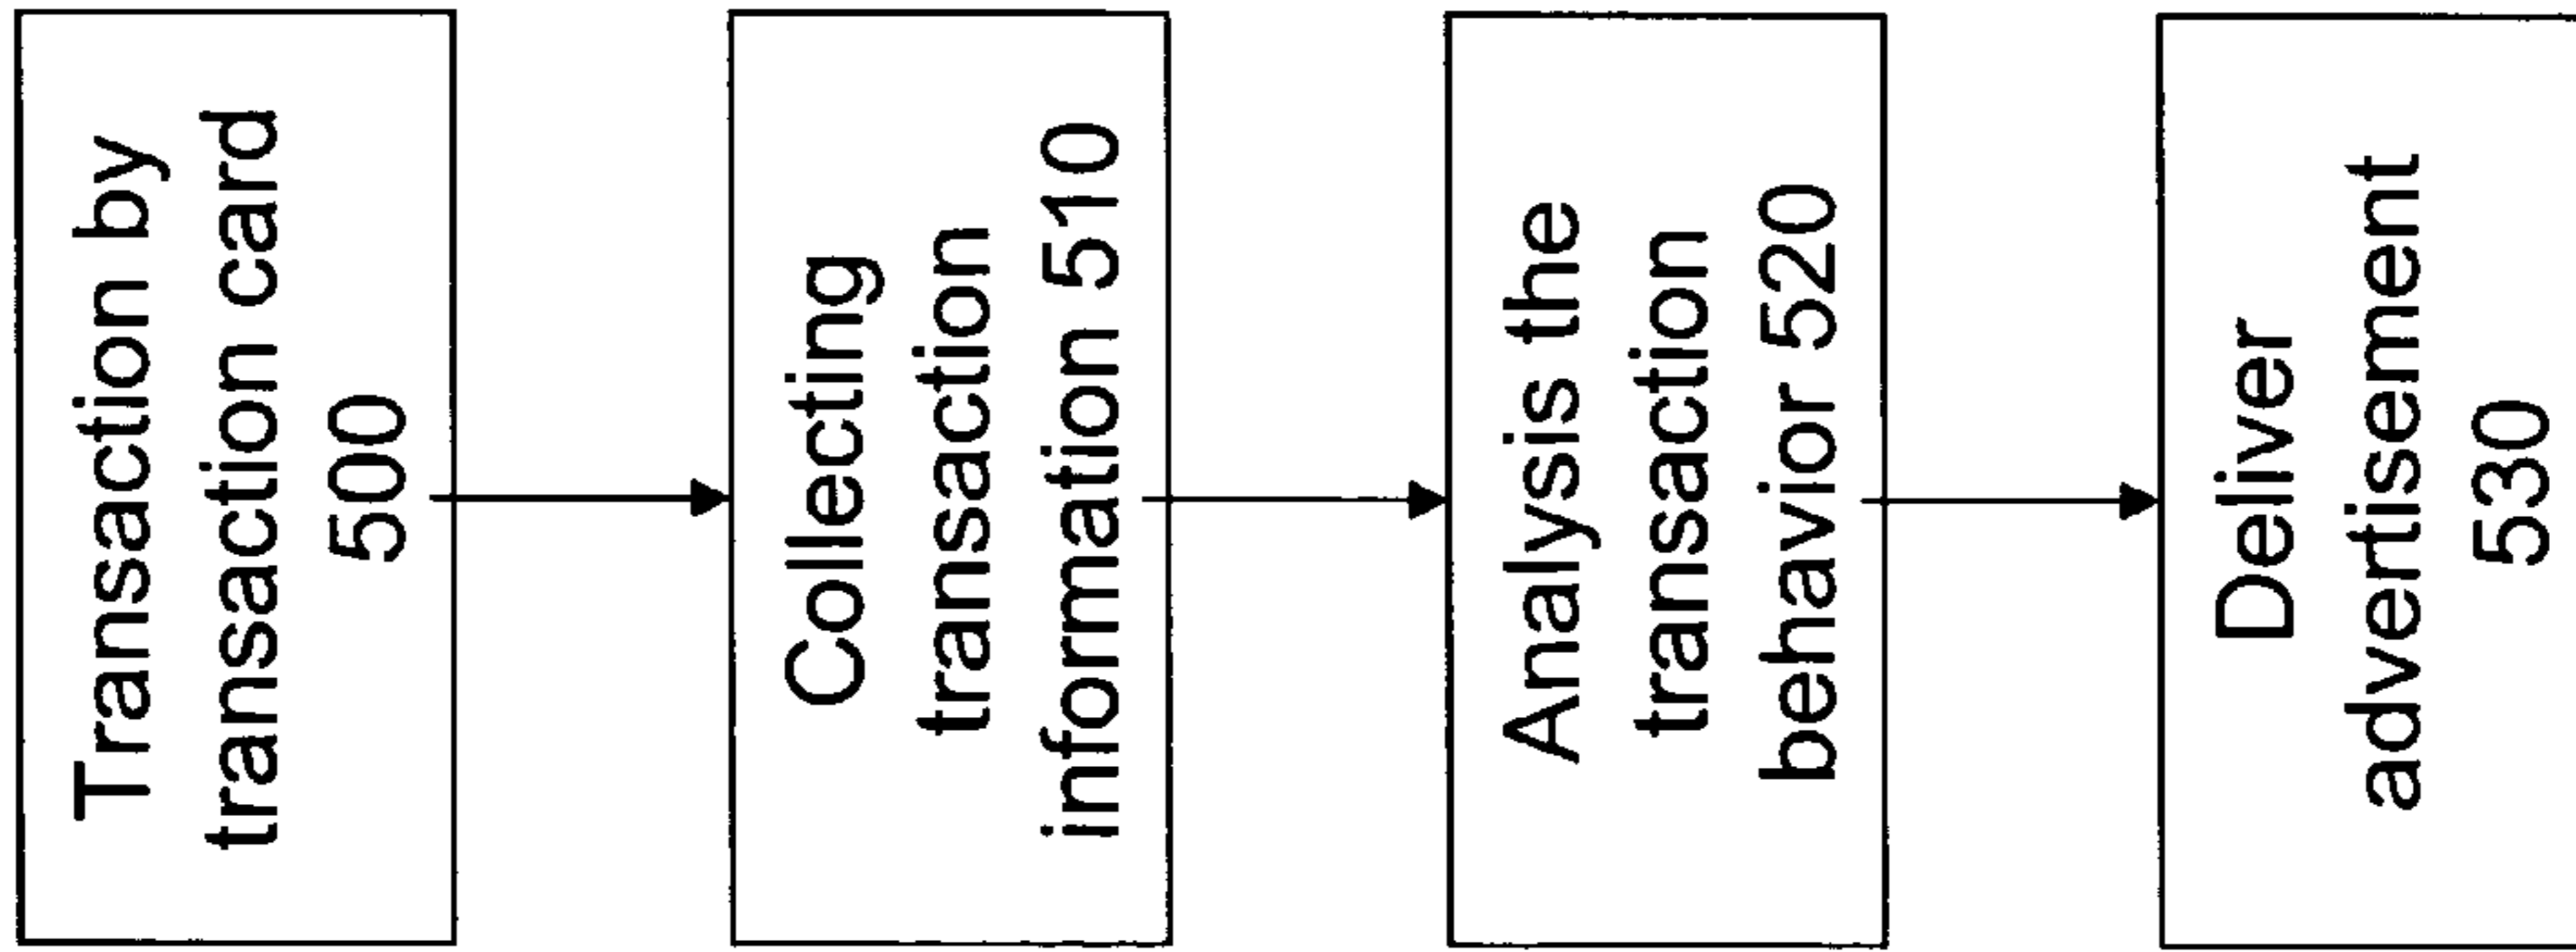 Transaction by
transaction card
500
Collecting
transaction
information 510
Analysis the
transaction
behavior 520
Deliver
advertisement
530